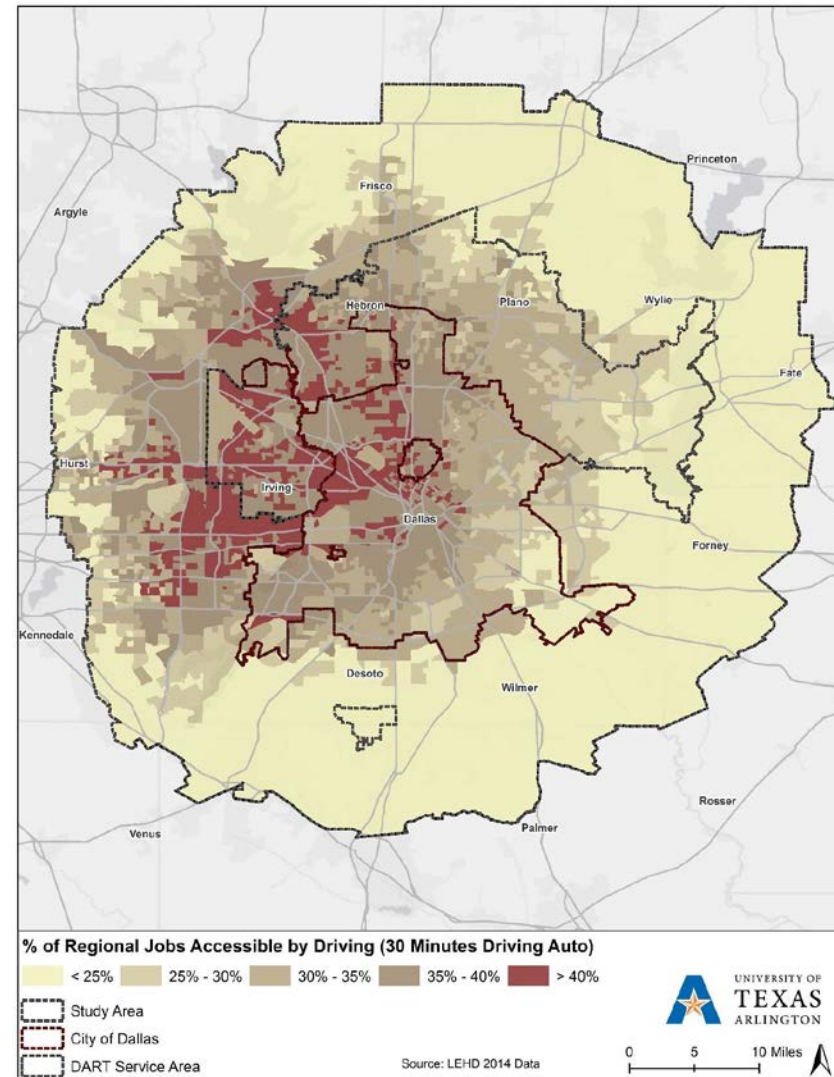 Princeton
Frisco
Argyle
Hebron
Plano
Wylie
Fate
Hurst
Irving
Dallas
Forney
Kennedale
Desoto
Wilmer
Rosser
Venus
Palmer
% of Regional Jobs Accessible by Driving (30 Minutes Driving Auto)
< 25% 25% - 30% 30% - 35% 35% - 40% > 40%
Study Area
City of Dallas
DART Service Area
Source: LEHD 2014 Data
UNIVERSITY OF
TEXAS
ARLINGTON
0 5 10 Miles